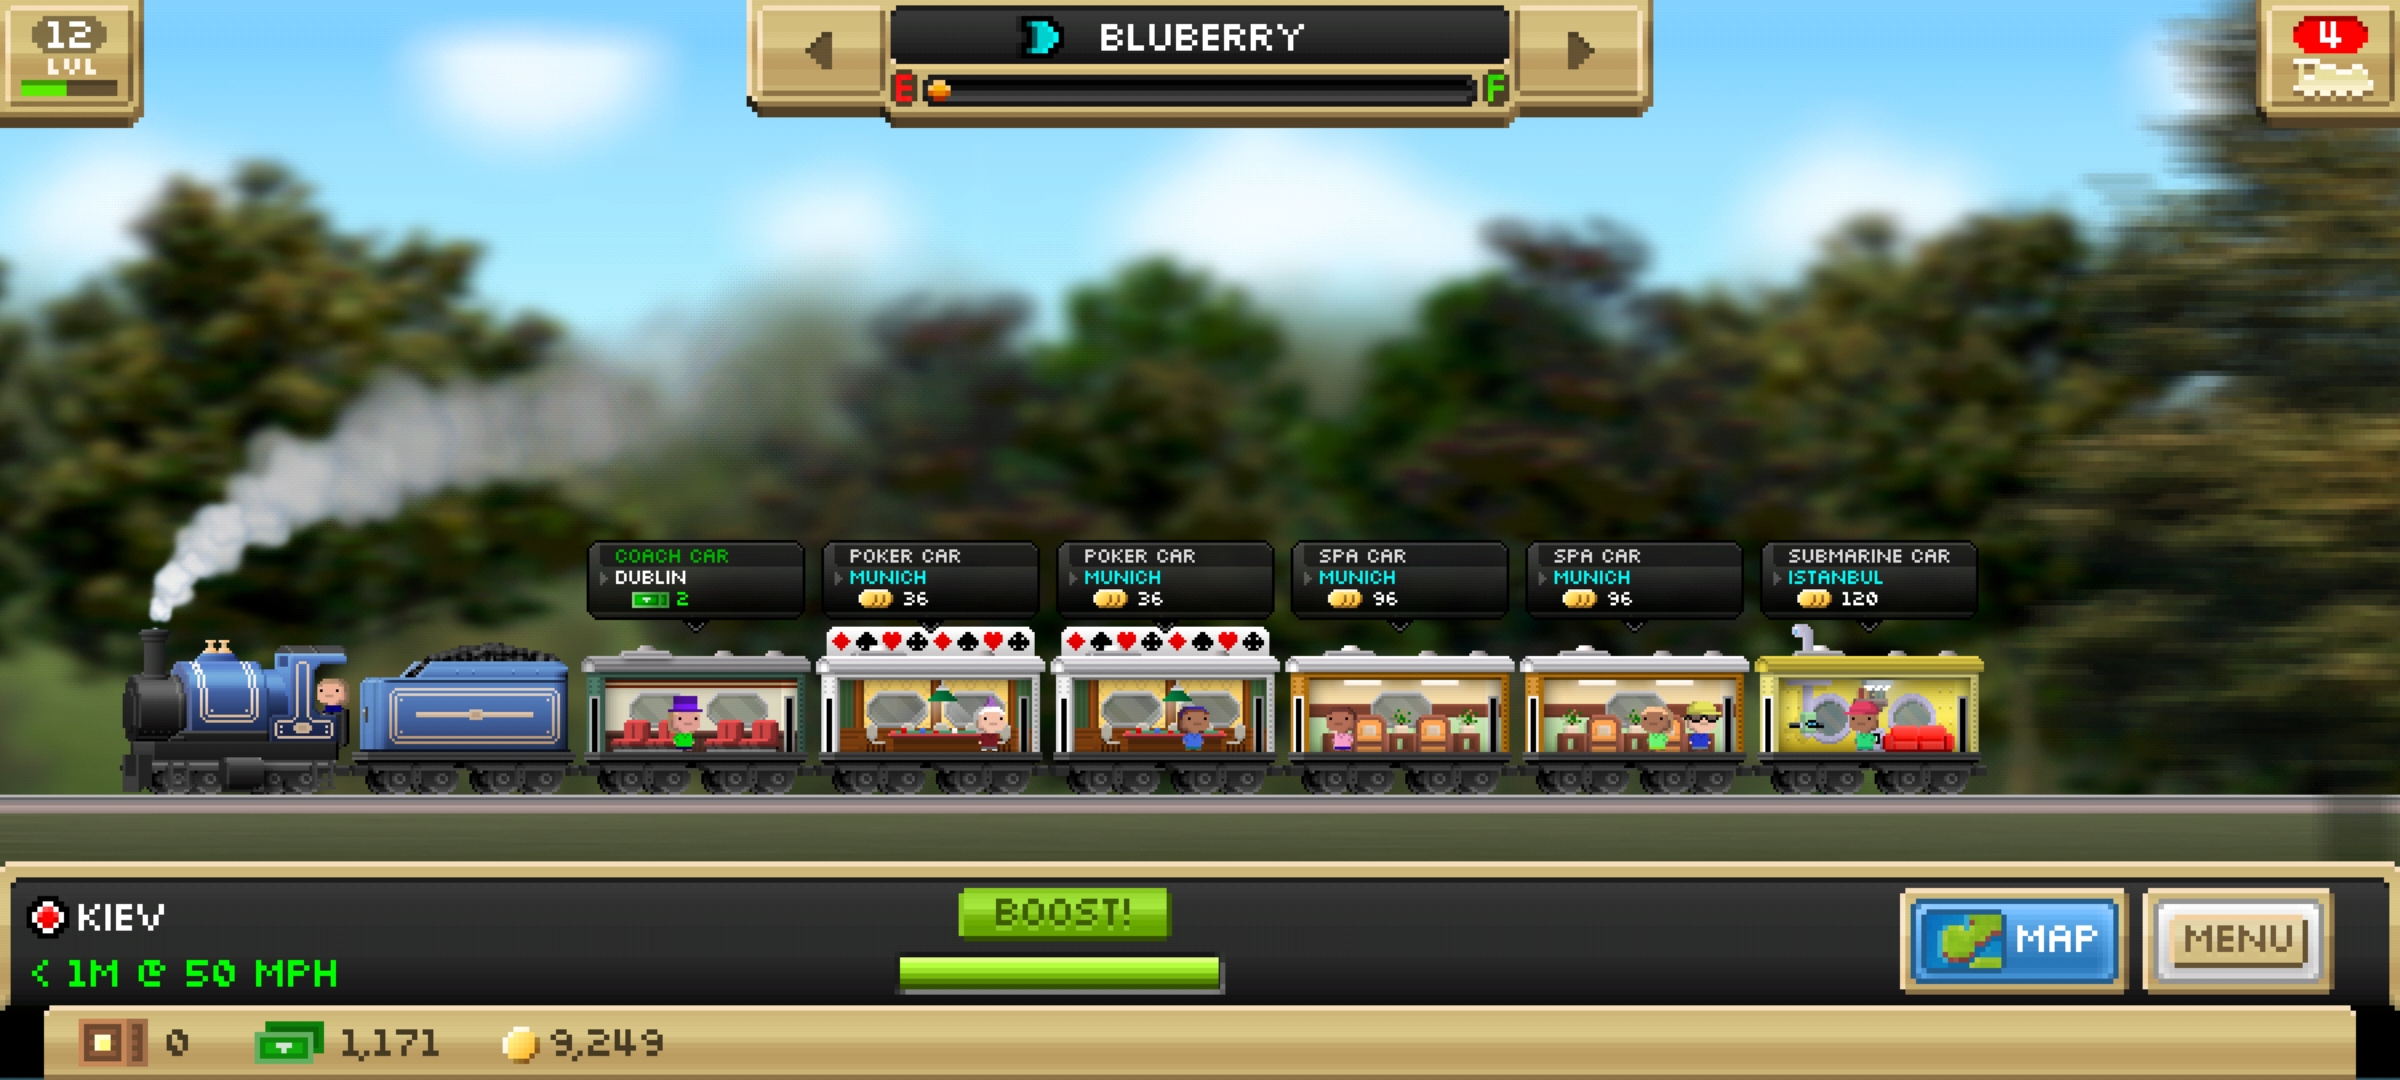 12
LVL
BLUBERRY
E F
4
COACH CAR
DUBLIN
2
POKER CAR
MUNICH
36
POKER CAR
MUNICH
36
SPA CAR
MUNICH
96
SPA CAR
MUNICH
96
SUBMARINE CAR
ISTANBUL
120
KIEV
< 1M @ 50 MPH
BOOST!
MAP
MENU
0
1,171
9,249